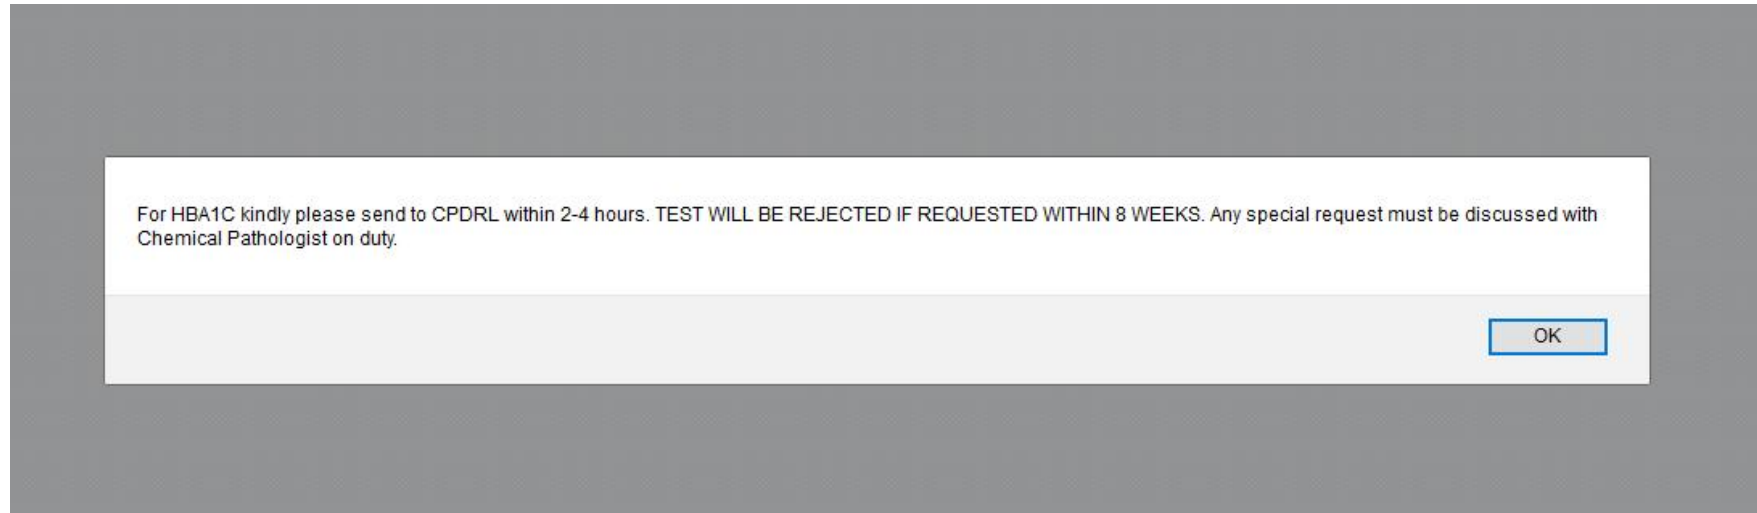 For HBA1C kindly please send to CPDRL within 2-4 hours. TEST WILL BE REJECTED IF REQUESTED WITHIN 8 WEEKS. Any special request must be discussed with
Chemical Pathologist on duty.
OK